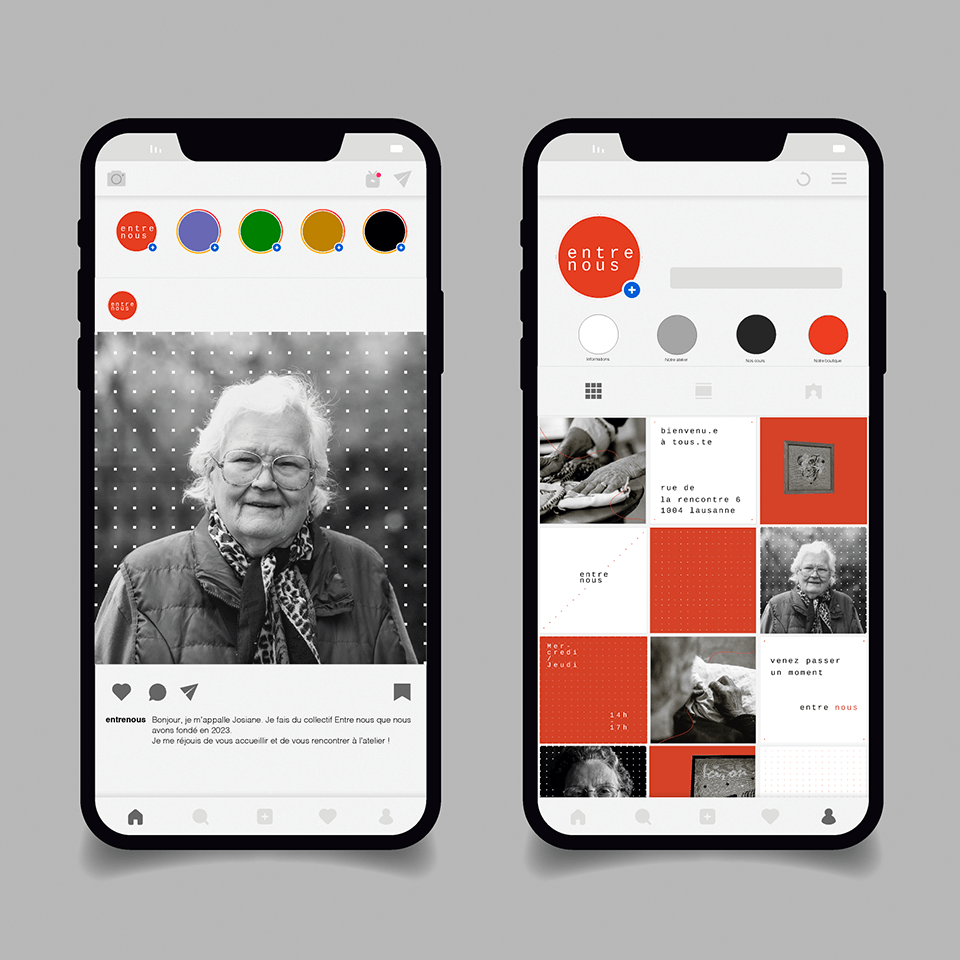 entre
nous
entre
nous
entrenous Bonjour, je m'appalle Josiane. Je fais du collectif Entre nous que nous
avons fondé en 2023.
Je me réjouis de vous accueillir et de vous rencontrer à l'atelier !
entre
nous
Informations
Notre atelier
Nos cours
Notre boutique
bienvenu.e
à tous.te
rue de
la rencontre 6
1004 lausanne
entre
nous
Mer-
credi
/
Jeudi
14h
-
17h
venez passer
un moment
entre nous